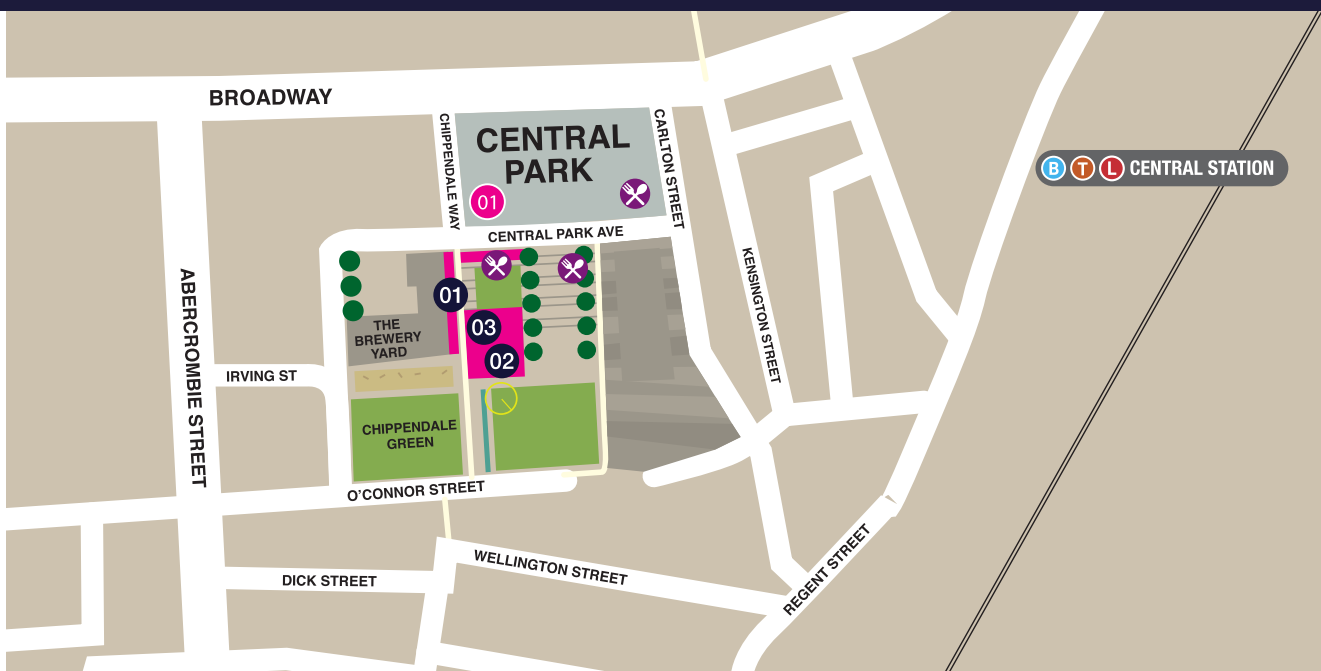 BROADWAY
CHIPPENDALE WAY
CENTRAL
PARK
01
CARLTON STREET
B T L CENTRAL STATION
CENTRAL PARK AVE
ABERCROMBIE STREET
KENSINGTON STREET
01
03
02
THE
BREWERY
YARD
IRVING ST
CHIPPENDALE
GREEN
O'CONNOR STREET
WELLINGTON STREET
DICK STREET
REGENT STREET